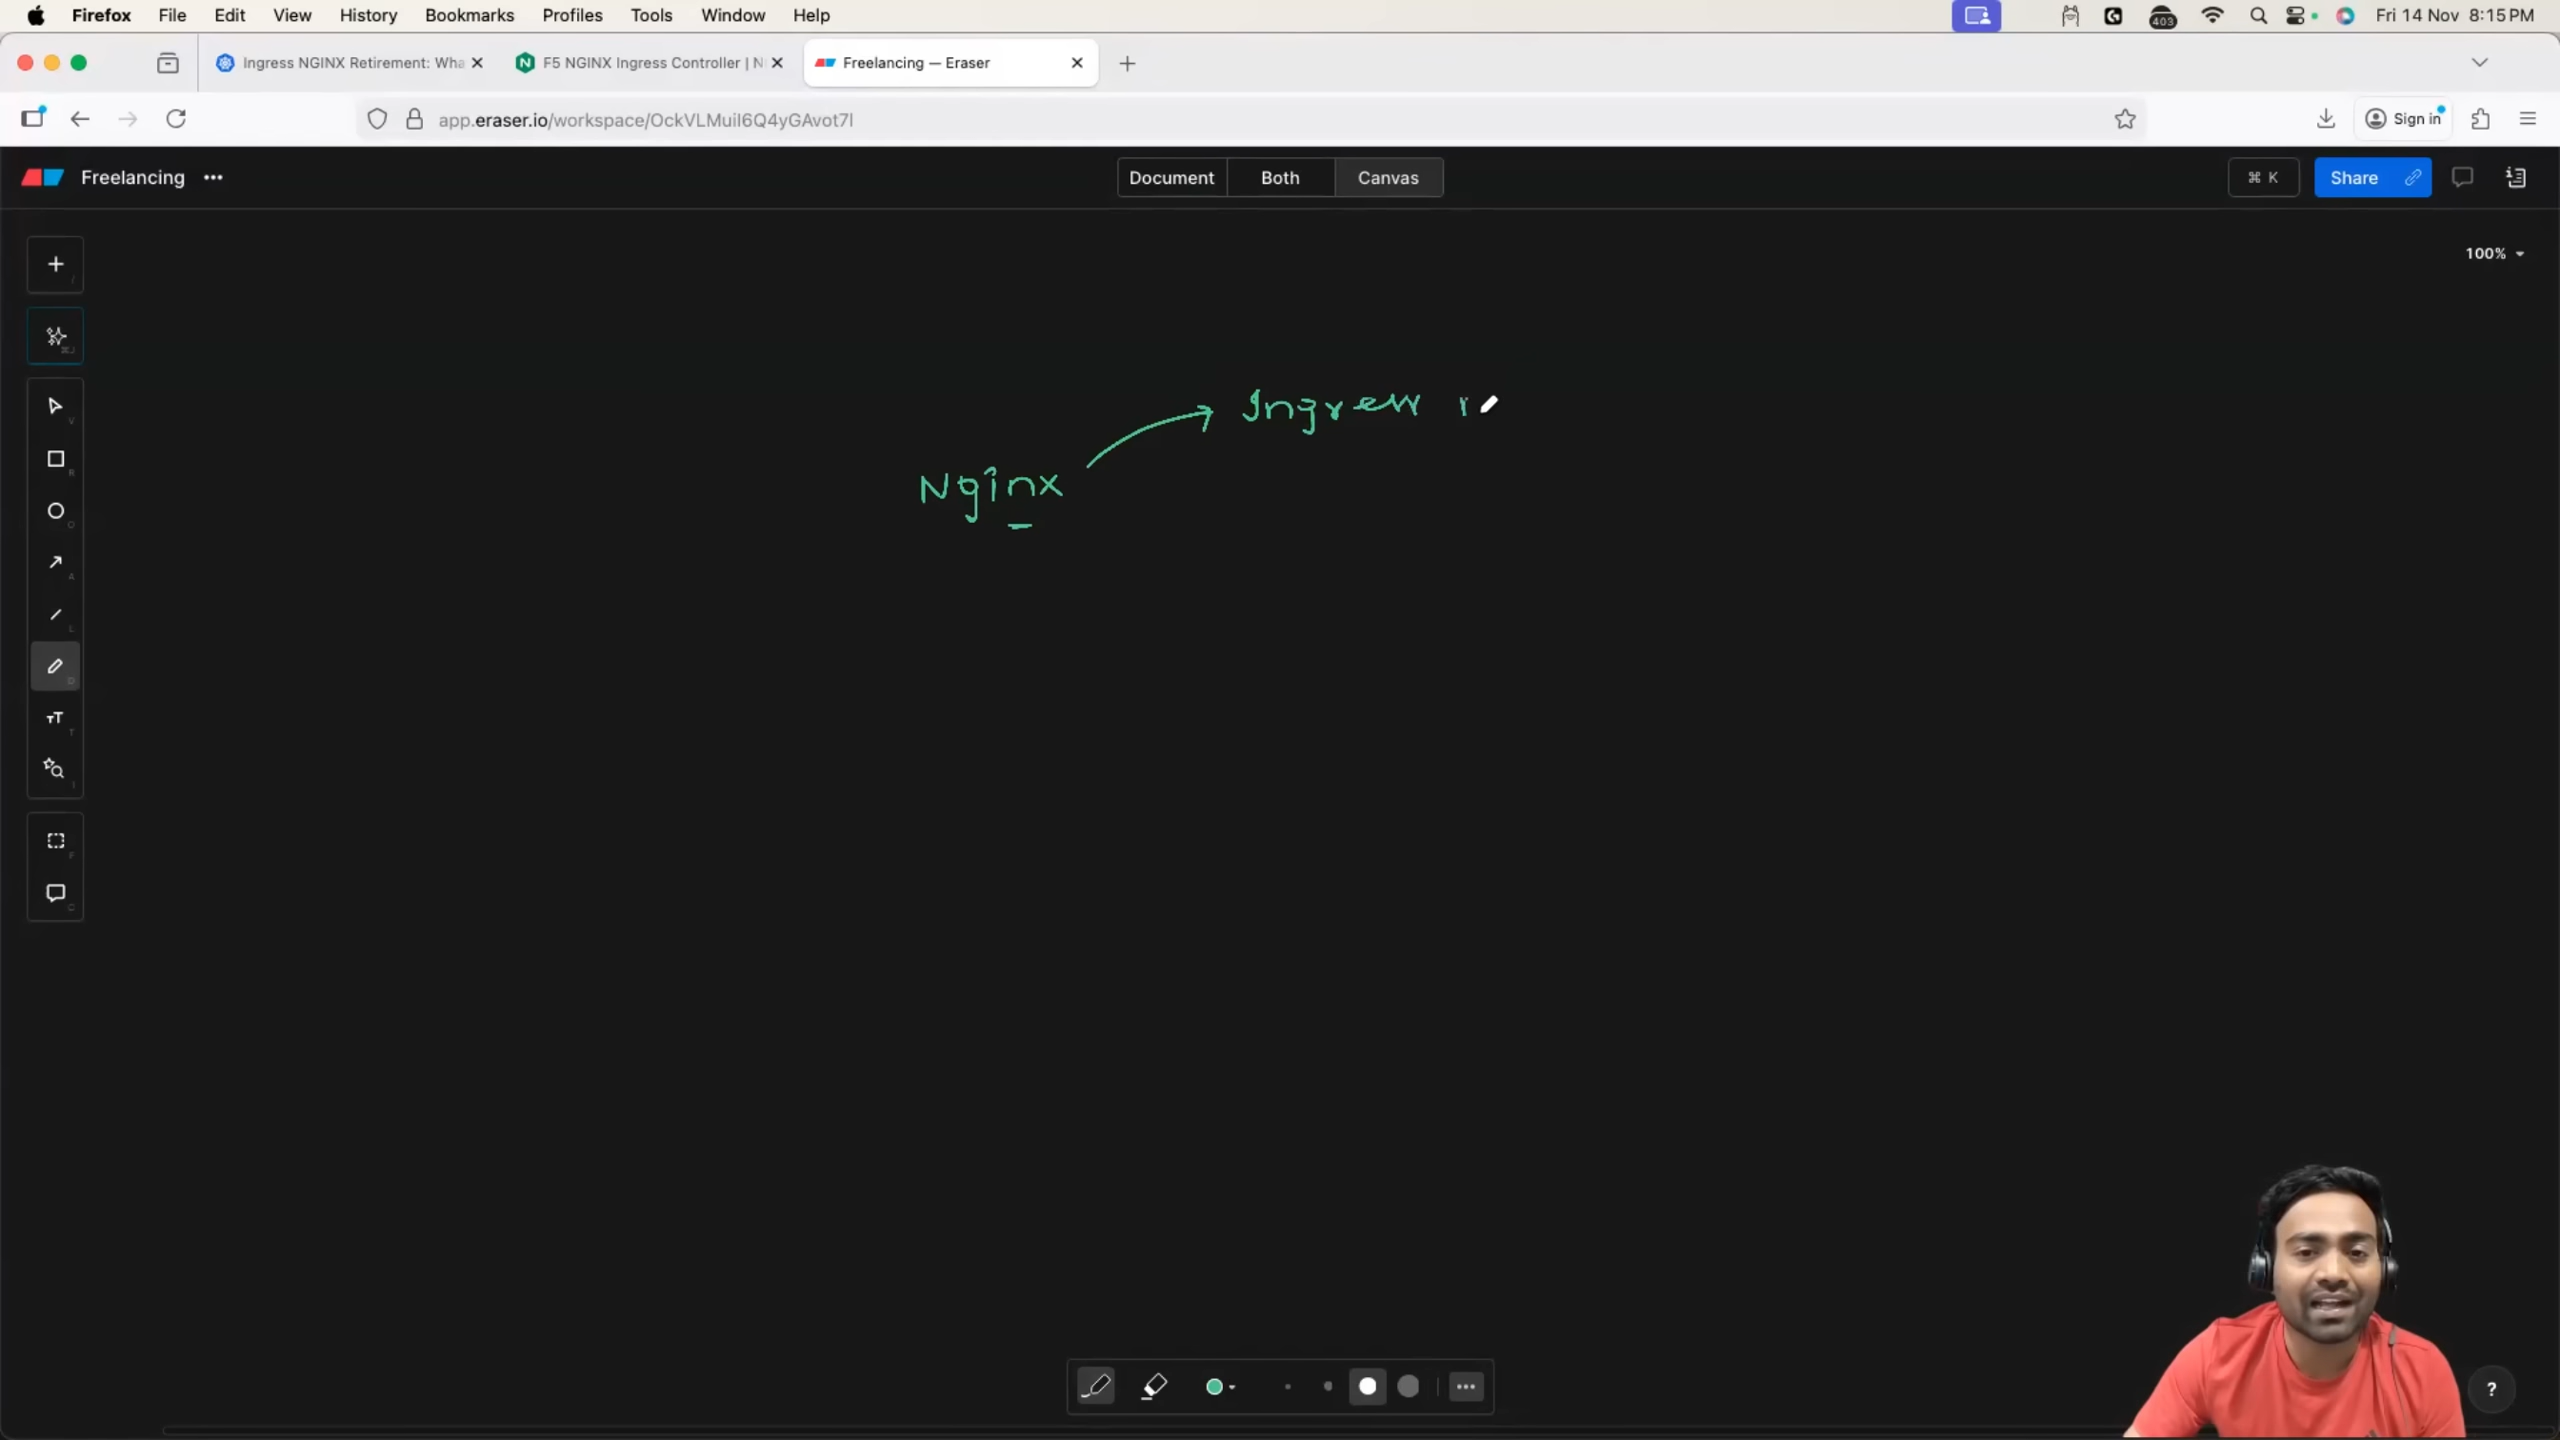 Firefox File Edit View History Bookmarks Profiles Tools Window Help 403 Fri 14 Nov 8:15 PM
Ingress NGINX Retirement: Wha F5 NGINX Ingress Controller | N Freelancing — Eraser
app.eraser.io/workspace/OckVLMuil6Q4yGAvot7l Sign in
Freelancing ••• Document Both Canvas ⌘ K Share
100%
/
⌘J
V
R
O
A
L
D
T
I
F
C
Ingress
Nginx
?